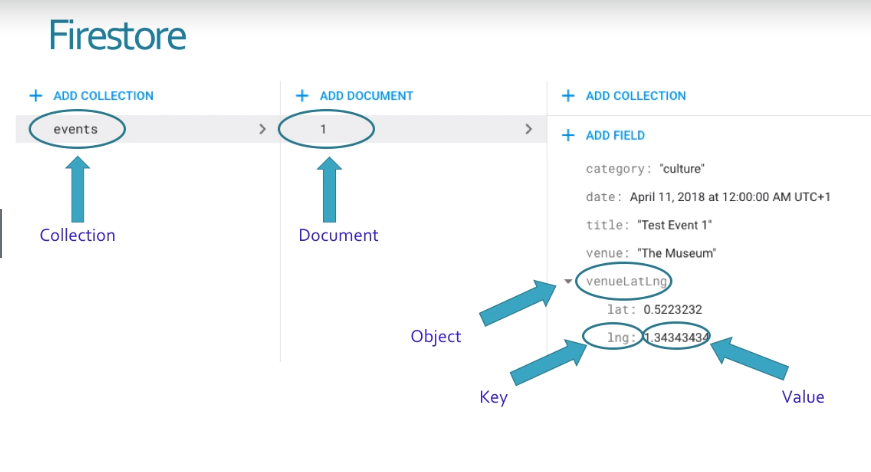 Firestore
+ ADD COLLECTION
events
Collection
+ ADD DOCUMENT
1
Document
+ ADD COLLECTION
+ ADD FIELD
category: "culture"
date: April 11, 2018 at 12:00:00 AM UTC+1
title: "Test Event 1"
venue: "The Museum"
venueLatLng
lat: 0.5223232
lng: 1.34343434
Object
Key
Value